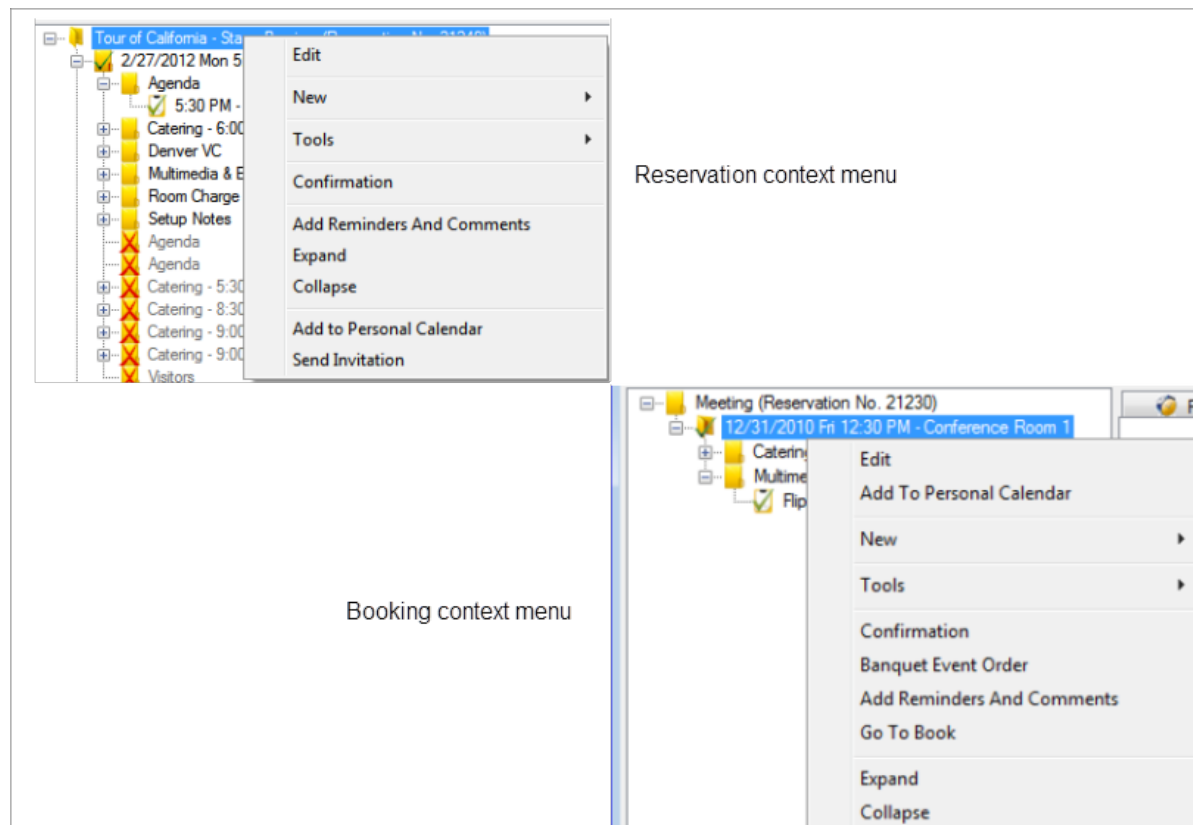 Tour of California - Sta
2/27/2012 Mon 5
Agenda
5:30 PM -
Catering - 6:00
Denver VC
Multimedia & E
Room Charge
Setup Notes
Agenda
Agenda
Catering - 5:30
Catering - 8:30
Catering - 9:00
Catering - 9:00
Visitors
Edit
New
Tools
Confirmation
Add Reminders And Comments
Expand
Collapse
Add to Personal Calendar
Send Invitation
Reservation context menu
Booking context menu
Meeting (Reservation No. 21230)
12/31/2010 Fri 12:30 PM - Conference Room 1
Catering
Multime
Flip
Edit
Add To Personal Calendar
New
Tools
Confirmation
Banquet Event Order
Add Reminders And Comments
Go To Book
Expand
Collapse